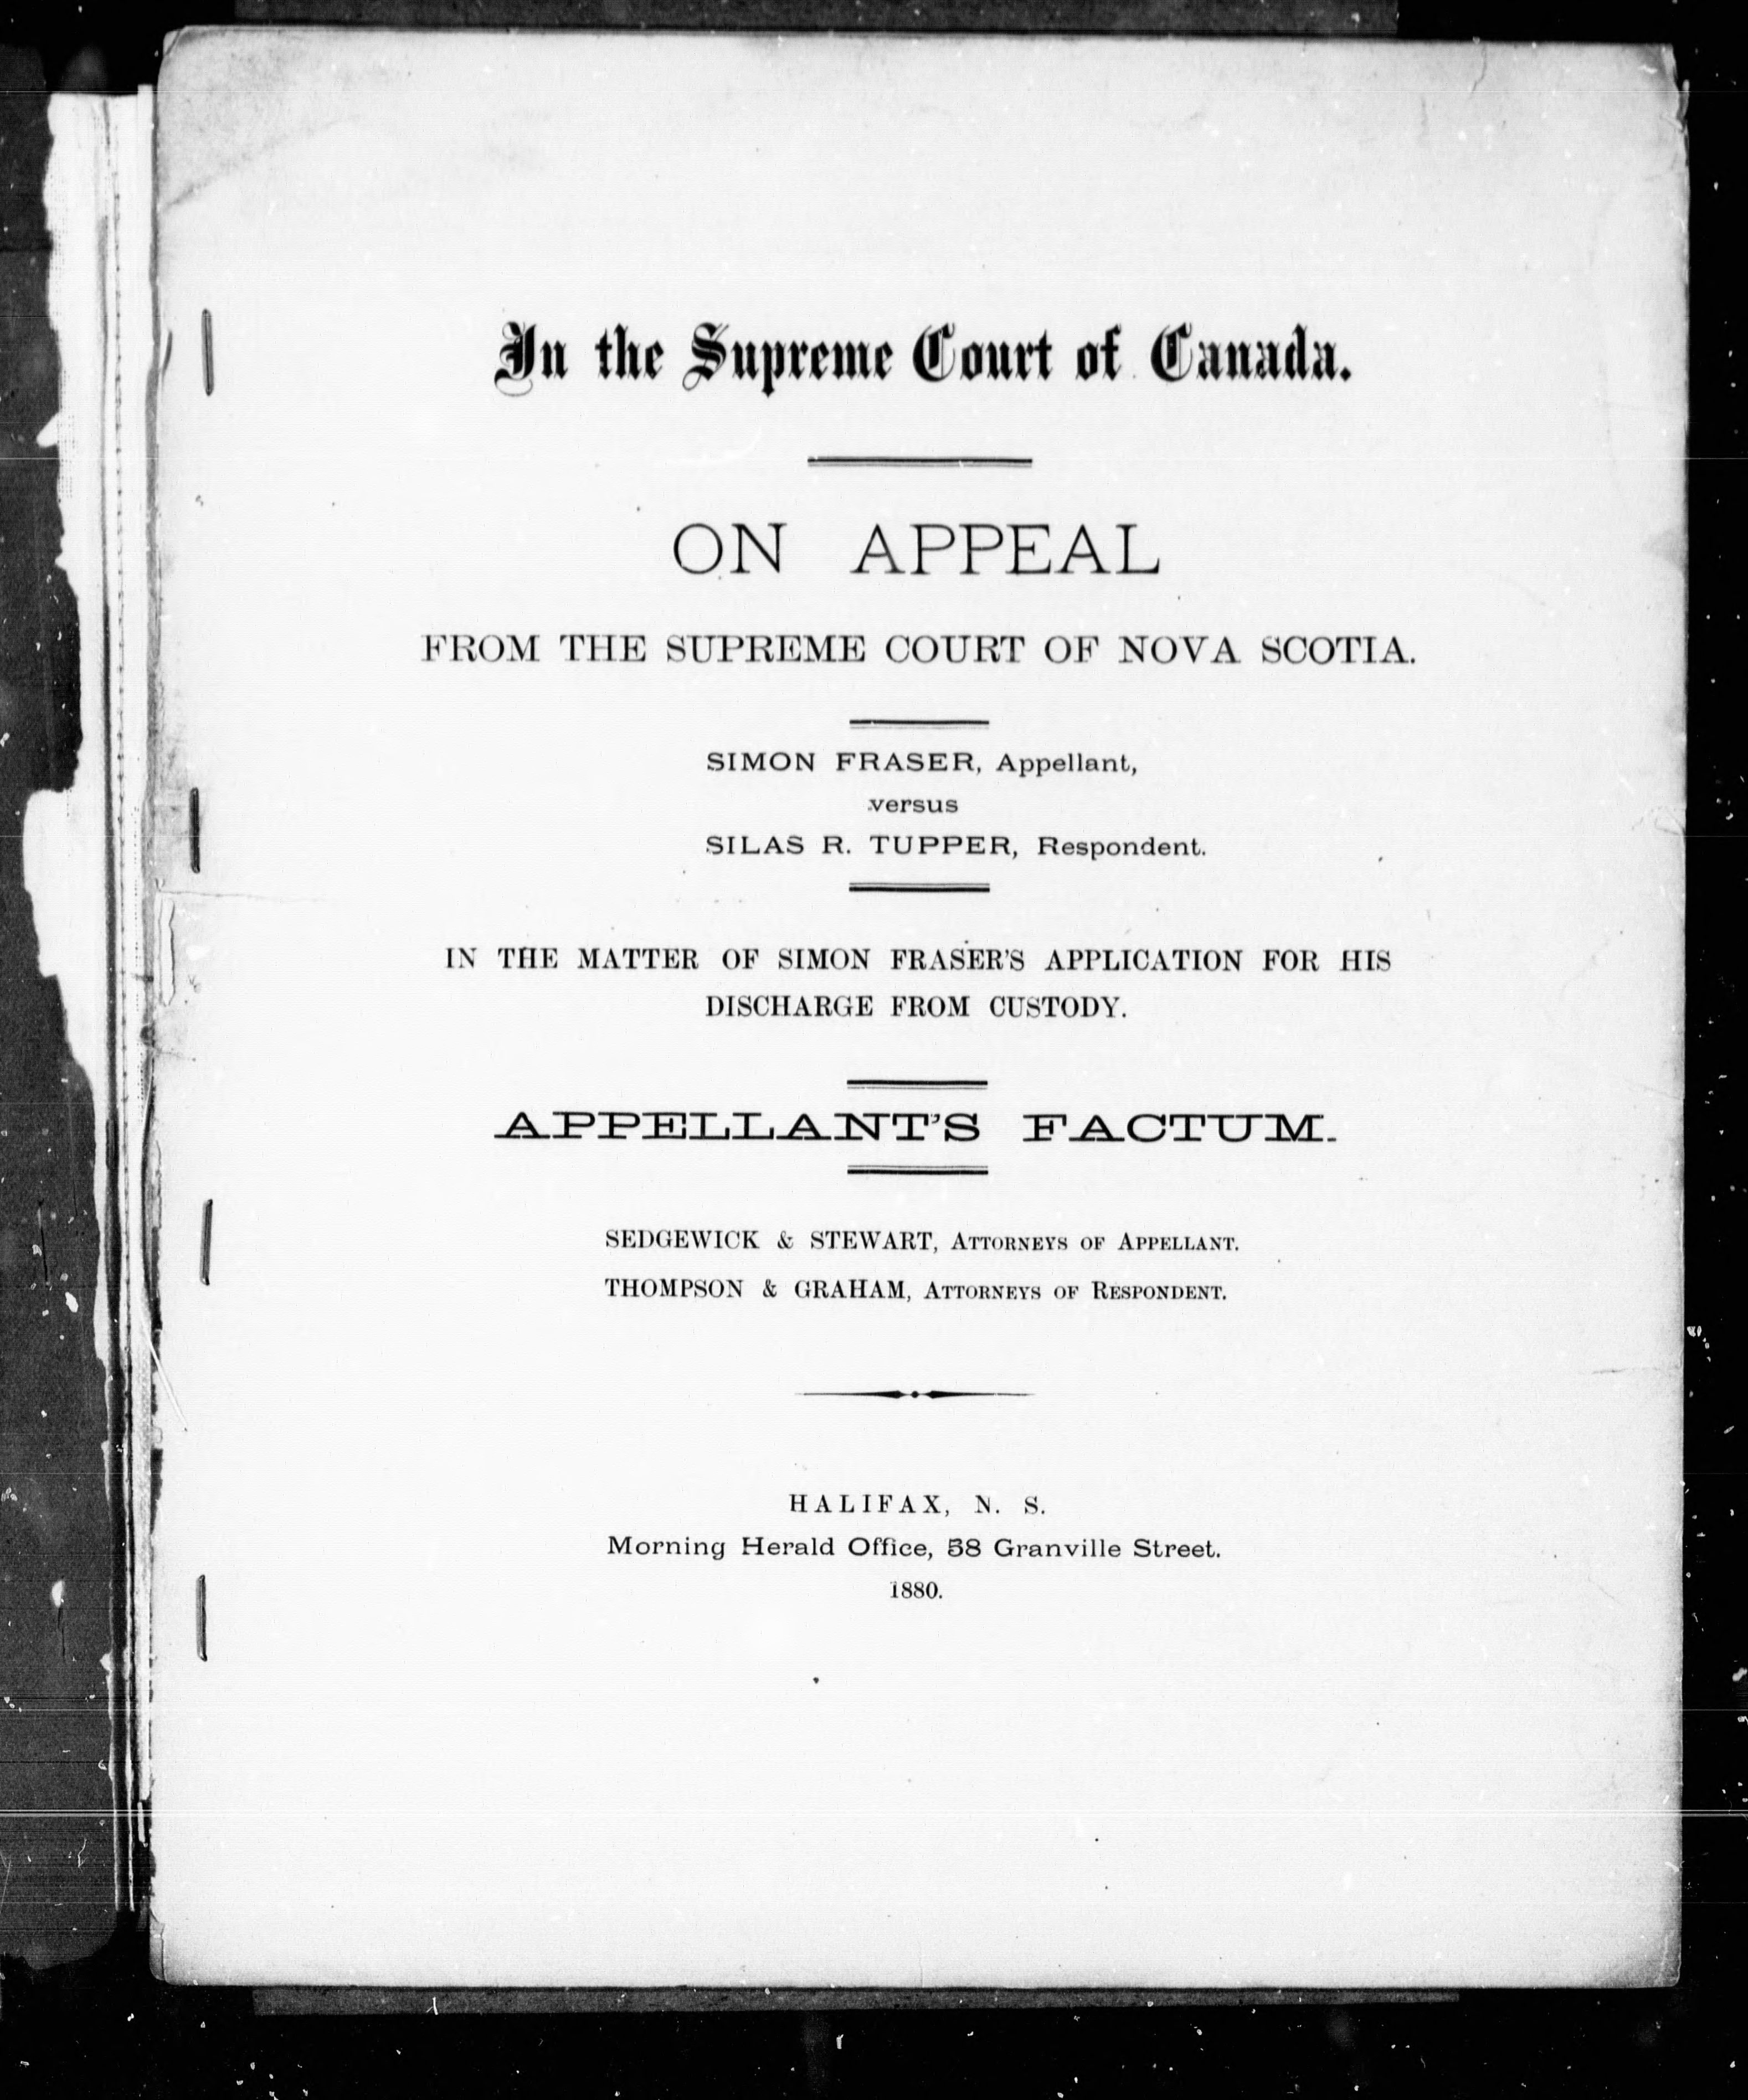 In the Supreme Court of Canada.
ON APPEAL
FROM THE SUPREME COURT OF NOVA SCOTIA.
SIMON FRASER, Appellant,
versus
SILAS R. TUPPER, Respondent.
IN THE MATTER OF SIMON FRASER'S APPLICATION FOR HIS
DISCHARGE FROM CUSTODY.
APPELLANT'S FACTUM.
SEDGEWICK & STEWART, ATTORNEYS OF APPELLANT.
THOMPSON & GRAHAM, ATTORNEYS OF RESPONDENT.
HALIFAX, N. S.
Morning Herald Office, 58 Granville Street.
1880.